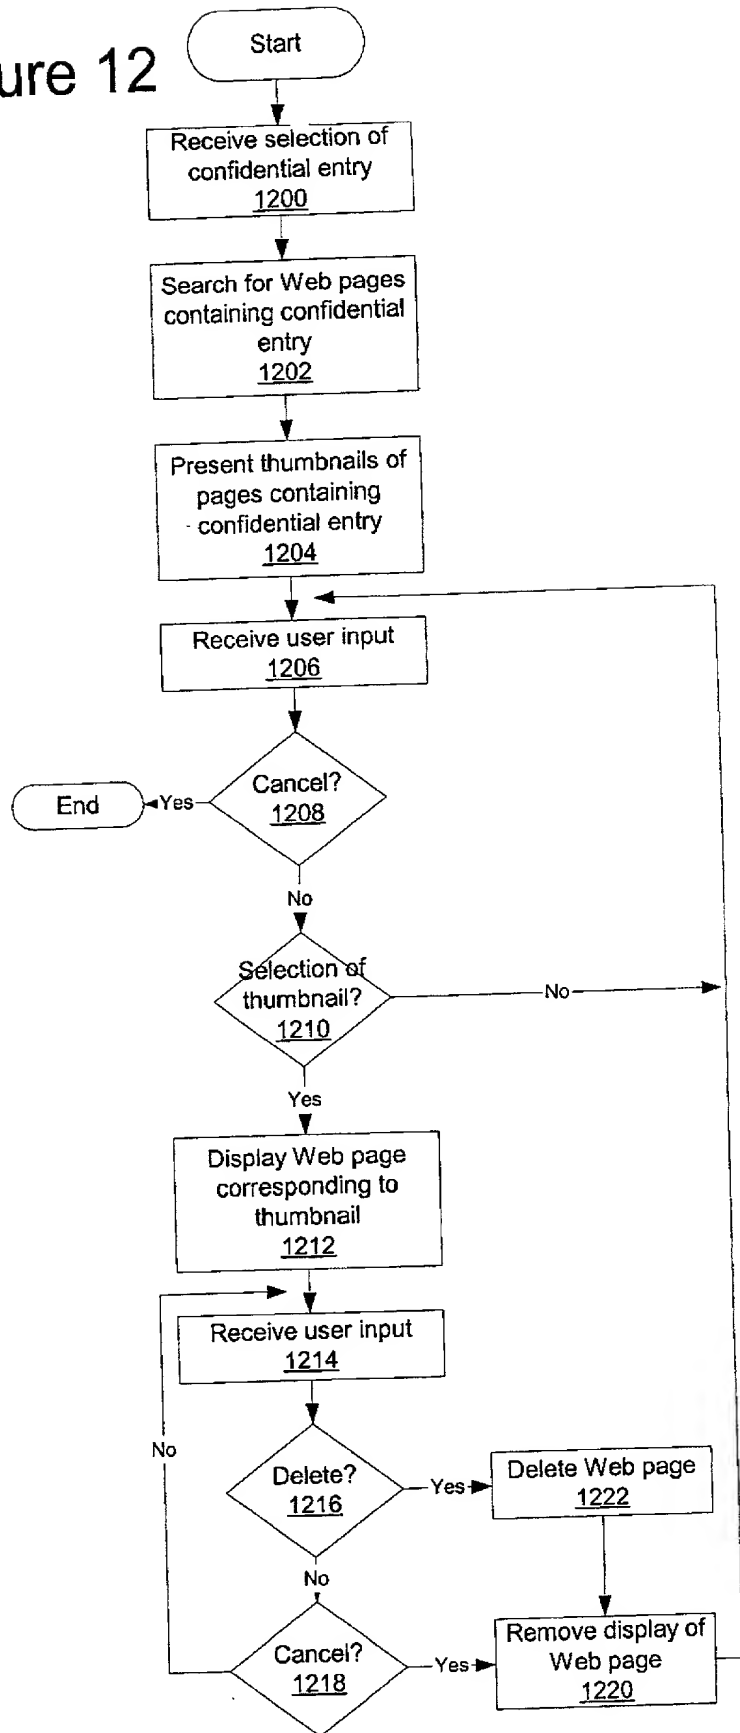 ure 12
Start
Receive selection of
confidential entry
1200
Search for Web pages
containing confidential
entry
1202
Present thumbnails of
pages containing
confidential entry
1204
Receive user input
1206
Cancel?
1208
Yes
End
No
Selection of
thumbnail?
1210
No
Yes
Display Web page
corresponding to
thumbnail
1212
Receive user input
1214
No
Delete?
1216
Yes
Delete Web page
1222
No
Cancel?
1218
Yes
Remove display of
Web page
1220